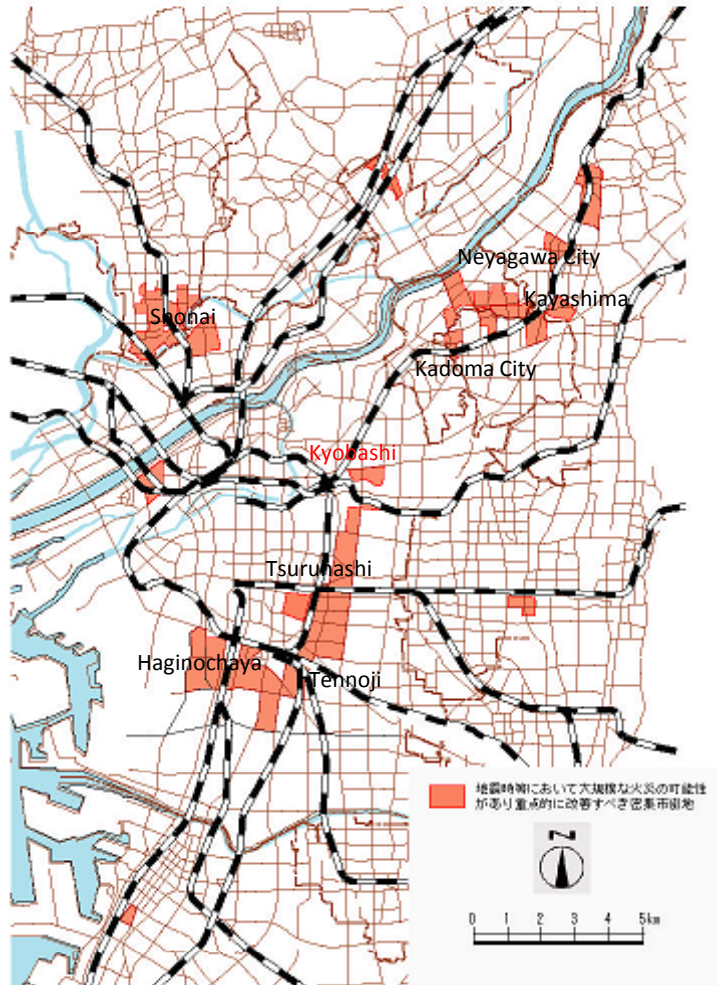 Neyagawa City
Kayashima
Shonai
Kadoma City
Kyobashi
Tsuruhashi
Haginochaya
Tennoji
地震時等において大規模な火災の可能性
があり重点的に改善すべき密集市街地
N
0 1 2 3 4 5km